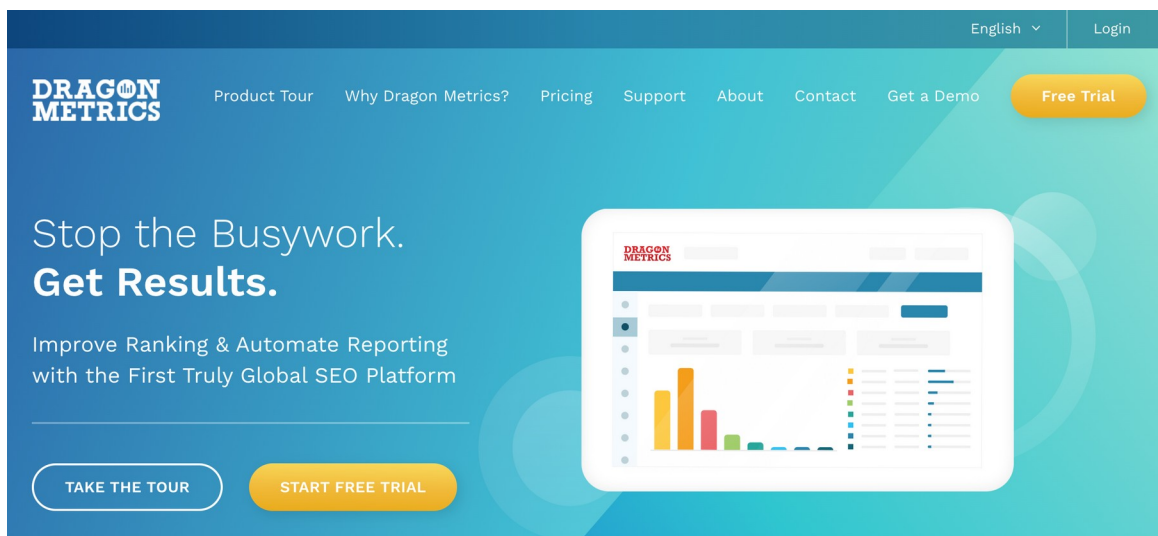 English Login
DRAGON
METRICS
Product Tour Why Dragon Metrics? Pricing Support About Contact Get a Demo Free Trial
Stop the Busywork.
Get Results.
Improve Ranking & Automate Reporting
with the First Truly Global SEO Platform
TAKE THE TOUR START FREE TRIAL
DRAGON
METRICS